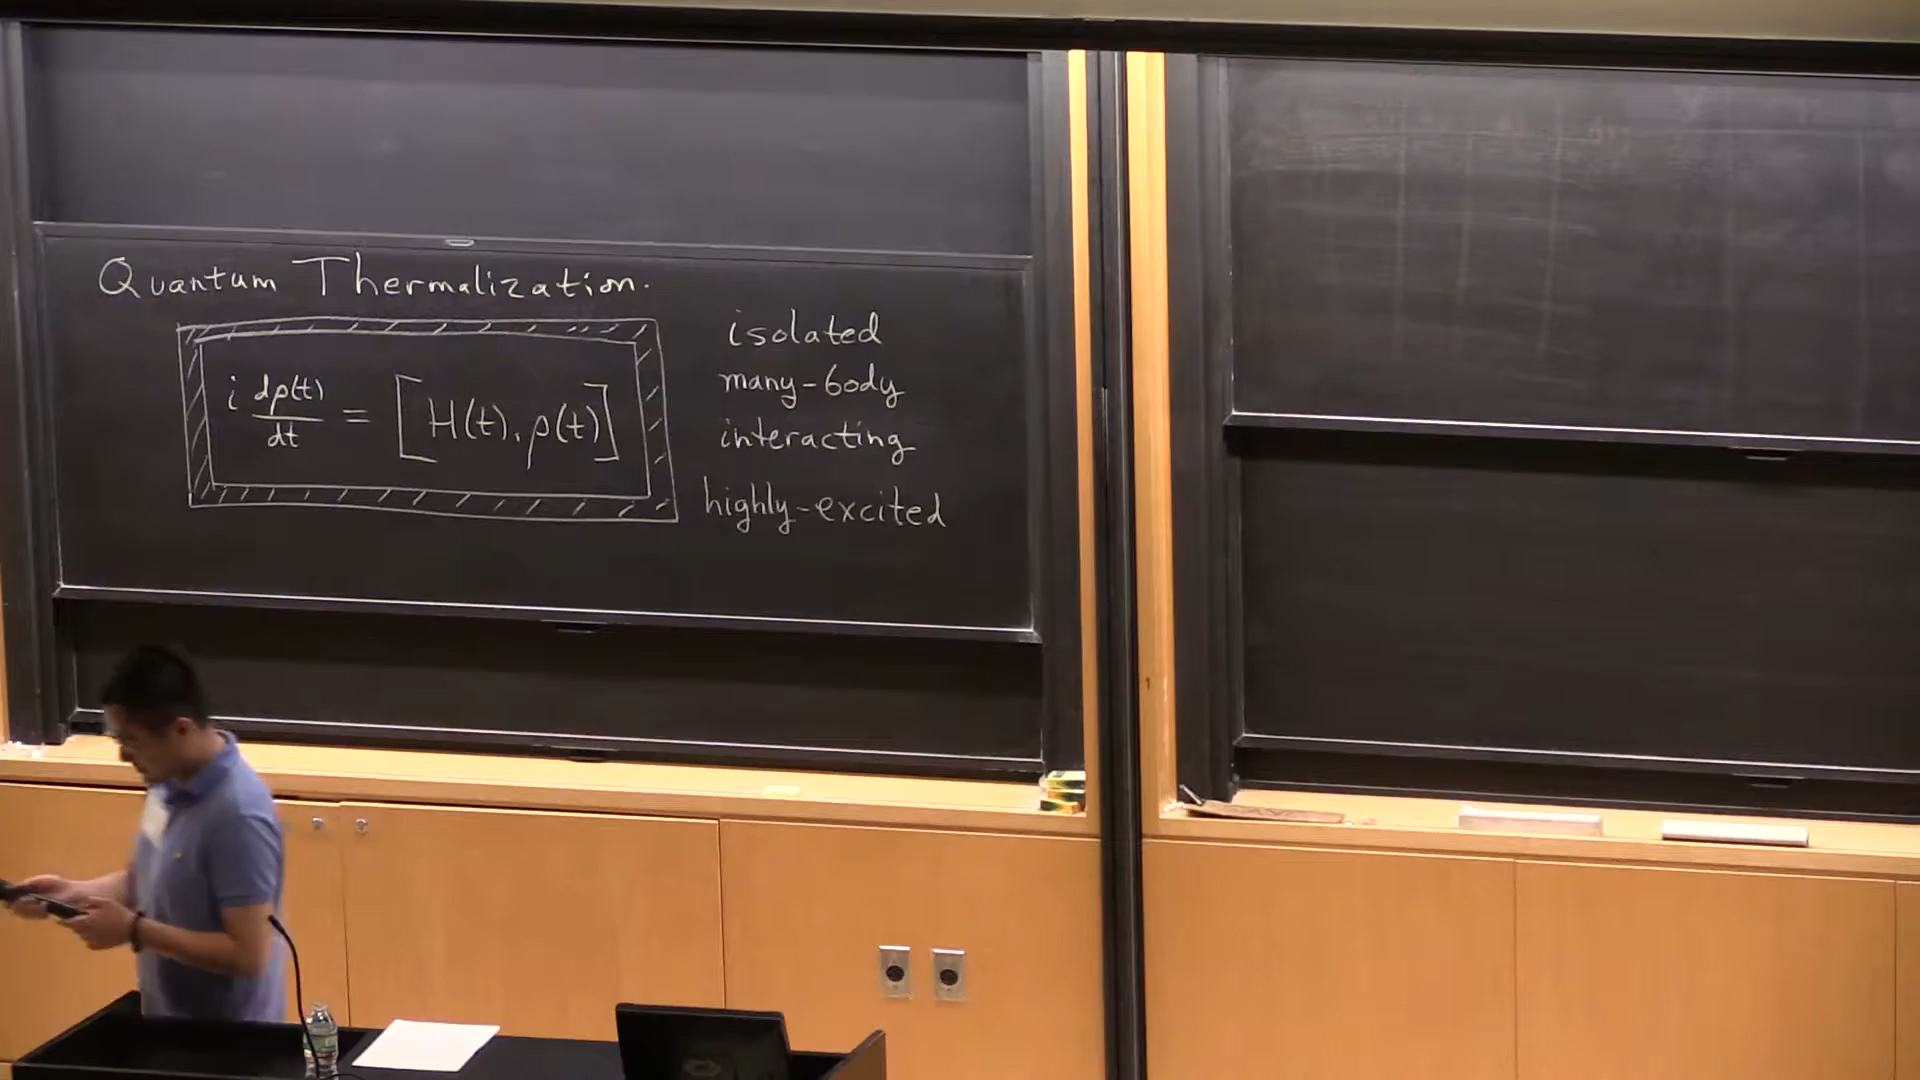 Quantum Thermalization.
i dρ(t)/dt = [H(t), ρ(t)]
isolated
many-body
interacting
highly-excited